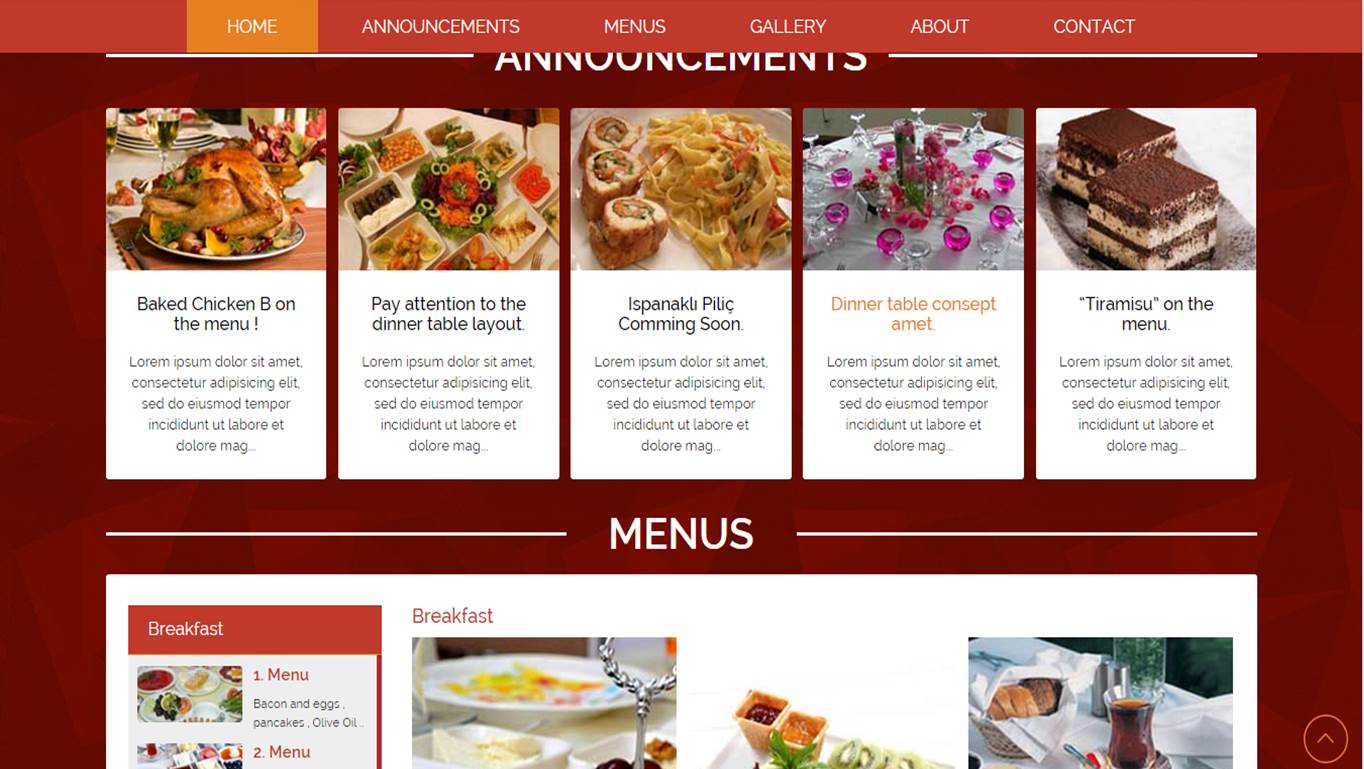 HOME ANNOUNCEMENTS MENUS GALLERY ABOUT CONTACT
ANNOUNCEMENTS
Baked Chicken B on
the menu !
Lorem ipsum dolor sit amet,
consectetur adipisicing elit,
sed do eiusmod tempor
incididunt ut labore et
dolore mag...
Pay attention to the
dinner table layout.
Lorem ipsum dolor sit amet,
consectetur adipisicing elit,
sed do eiusmod tempor
incididunt ut labore et
dolore mag...
Ispanaklı Piliç
Comming Soon.
Lorem ipsum dolor sit amet,
consectetur adipisicing elit,
sed do eiusmod tempor
incididunt ut labore et
dolore mag...
Dinner table consept
amet.
Lorem ipsum dolor sit amet,
consectetur adipisicing elit,
sed do eiusmod tempor
incididunt ut labore et
dolore mag...
“Tiramisu” on the
menu.
Lorem ipsum dolor sit amet,
consectetur adipisicing elit,
sed do eiusmod tempor
incididunt ut labore et
dolore mag...
MENUS
Breakfast
1. Menu
Bacon and eggs ,
pancakes , Olive Oil ...
2. Menu
Breakfast